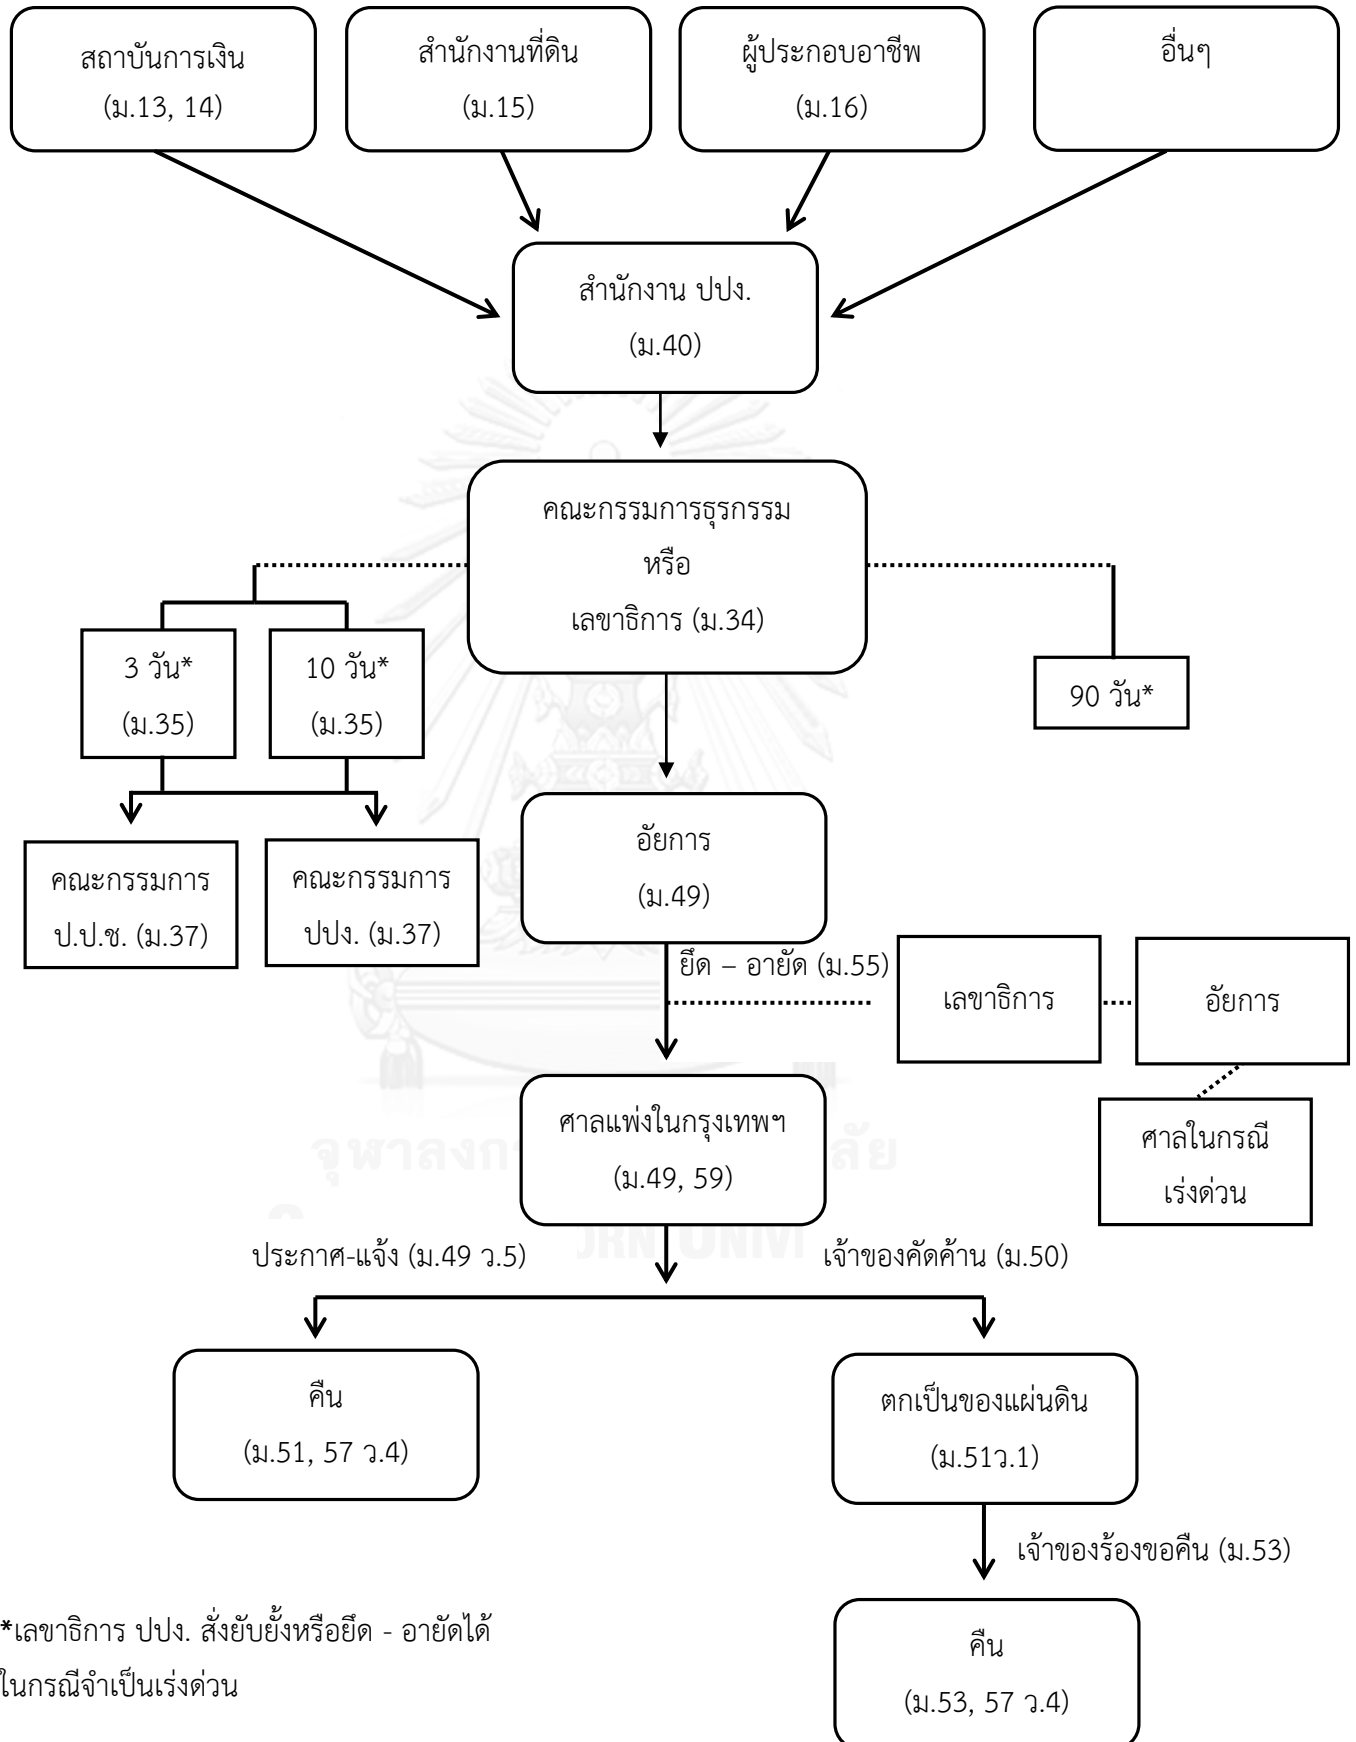 สถาบันการเงิน
(ม.13, 14)
สำนักงานที่ดิน
(ม.15)
ผู้ประกอบอาชีพ
(ม.16)
อื่นๆ
สำนักงาน ปปง.
(ม.40)
คณะกรรมการธุรกรรม
หรือ
เลขาธิการ (ม.34)
3 วัน*
(ม.35)
10 วัน*
(ม.35)
90 วัน*
คณะกรรมการ
ป.ป.ช. (ม.37)
คณะกรรมการ
ปปง. (ม.37)
อัยการ
(ม.49)
ยึด – อายัด (ม.55)
เลขาธิการ
อัยการ
ศาลในกรณี
เร่งด่วน
ศาลแพ่งในกรุงเทพฯ
(ม.49, 59)
จุฬาลงก
ลัย
JRN UNIV
ประกาศ-แจ้ง (ม.49 ว.5)
เจ้าของคัดค้าน (ม.50)
คืน
(ม.51, 57 ว.4)
ตกเป็นของแผ่นดิน
(ม.51ว.1)
เจ้าของร้องขอคืน (ม.53)
คืน
(ม.53, 57 ว.4)
*เลขาธิการ ปปง. สั่งยับยั้งหรือยึด - อายัดได้
ในกรณีจำเป็นเร่งด่วน